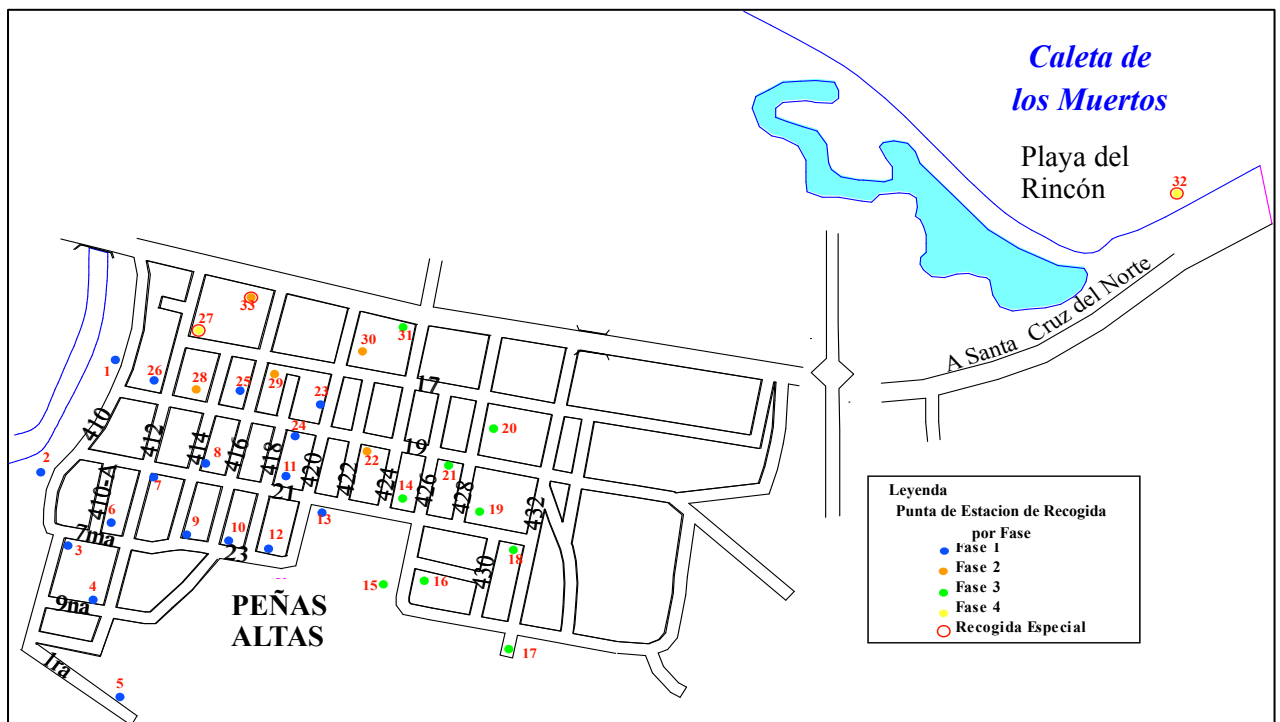 Caleta de
los Muertos
Playa del
Rincón
32
A Santa Cruz del Norte
33
27
31
30
1
26
28
25
29
23
17
410
412
414
8
416
418
24
11
420
422
22
424
19
14
426
21
428
20
2
410-A
7
21
432
6
9
10
12
13
19
7ma
23
3
18
430
4
15
16
9na
PEÑAS
ALTAS
17
1ra
5
Leyenda
Punta de Estacion de Recogida
por Fase
Fase 1
Fase 2
Fase 3
Fase 4
Recogida Especial